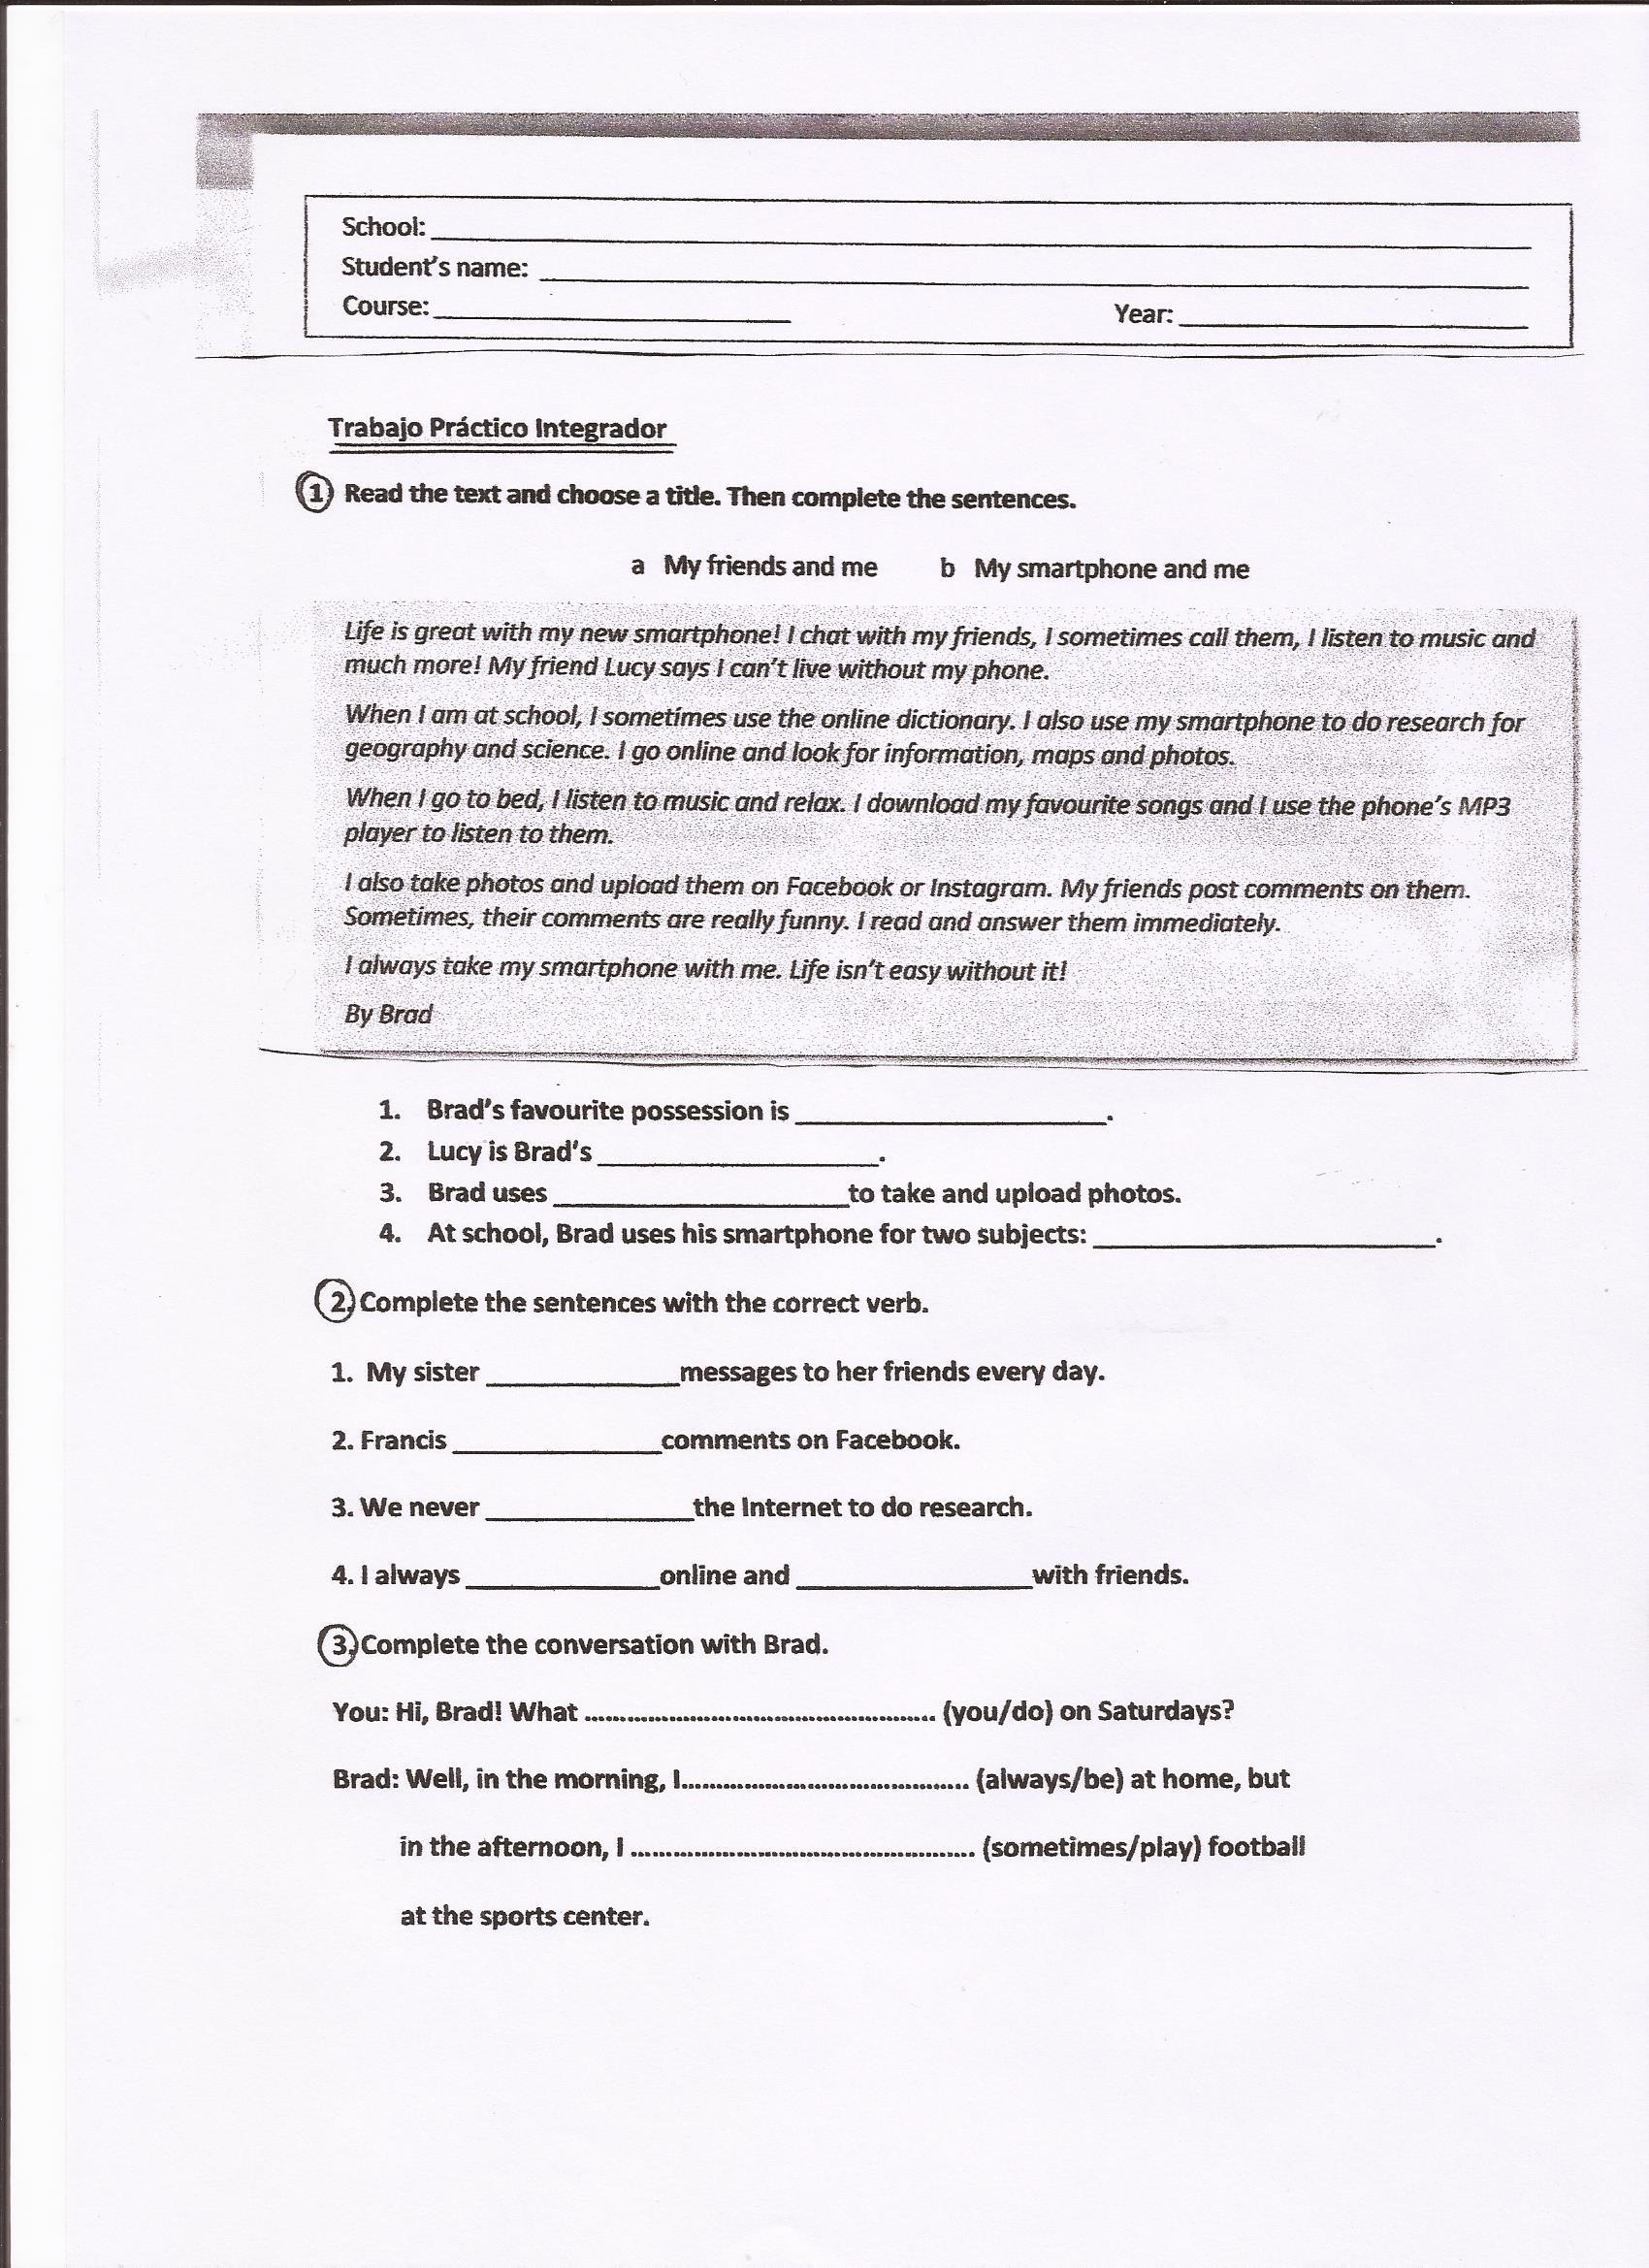 School: ____________________
Student's name: ____________________
Course: ____________________ Year: ____________________
Trabajo Práctico Integrador
1 Read the text and choose a title. Then complete the sentences.
a My friends and me b My smartphone and me
Life is great with my new smartphone! I chat with my friends, I sometimes call them, I listen to music and
much more! My friend Lucy says I can't live without my phone.
When I am at school, I sometimes use the online dictionary. I also use my smartphone to do research for
geography and science. I go online and look for information, maps and photos.
When I go to bed, I listen to music and relax. I download my favourite songs and I use the phone's MP3
player to listen to them.
I also take photos and upload them on Facebook or Instagram. My friends post comments on them.
Sometimes, their comments are really funny. I read and answer them immediately.
I always take my smartphone with me. Life isn't easy without it!
By Brad
1. Brad's favourite possession is ____________________.
2. Lucy is Brad's ____________________.
3. Brad uses ____________________to take and upload photos.
4. At school, Brad uses his smartphone for two subjects: ____________________.
2. Complete the sentences with the correct verb.
1. My sister ______________messages to her friends every day.
2. Francis ______________comments on Facebook.
3. We never ______________the Internet to do research.
4. I always ______________online and ______________with friends.
3. Complete the conversation with Brad.
You: Hi, Brad! What .................................................. (you/do) on Saturdays?
Brad: Well, in the morning, I......................................... (always/be) at home, but
in the afternoon, I ................................................. (sometimes/play) football
at the sports center.